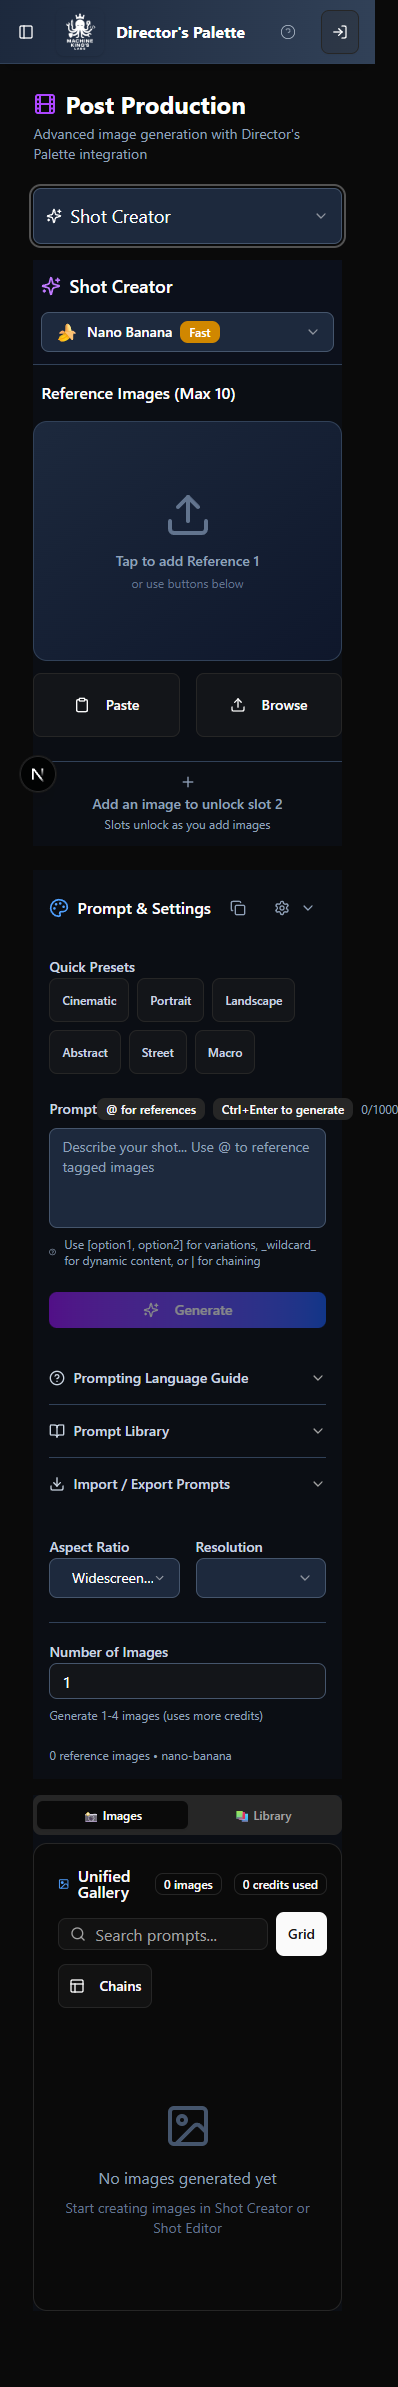 MACHINE
KING'S
LABS
Director's Palette
Post Production
Advanced image generation with Director's
Palette integration
Shot Creator
Shot Creator
Nano Banana Fast
Reference Images (Max 10)
Tap to add Reference 1
or use buttons below
Paste Browse
N
Add an image to unlock slot 2
Slots unlock as you add images
Prompt & Settings
Quick Presets
Cinematic Portrait Landscape
Abstract Street Macro
Prompt @ for references Ctrl+Enter to generate 0/1000
Describe your shot... Use @ to reference
tagged images
Use [option1, option2] for variations, _wildcard_
for dynamic content, or | for chaining
Generate
Prompting Language Guide
Prompt Library
Import / Export Prompts
Aspect Ratio Resolution
Widescreen...
Number of Images
1
Generate 1-4 images (uses more credits)
0 reference images • nano-banana
Images Library
Unified
Gallery
0 images 0 credits used
Search prompts... Grid
Chains
No images generated yet
Start creating images in Shot Creator or
Shot Editor